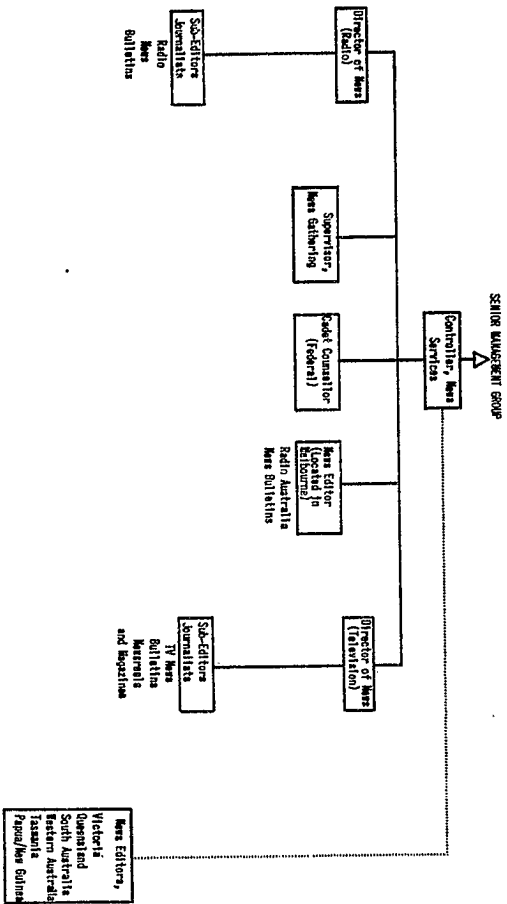 SENIOR MANAGEMENT GROUP
Controller, News
Services
Director of News
(Radio)
Supervisor,
News Gathering
Cadet Counsellor
(Federal)
News Editor
(Located in
Melbourne)
Radio Australia
News Bulletins
Director of News
(Television)
Sub-Editors
Journalists
Radio
News
Bulletins
Sub-Editors
Journalists
TV News
Bulletins
Newsreels
and Magazines
News Editors,
Victoria
Queensland
South Australia
Western Australia
Tasmania
Papua/New Guinea